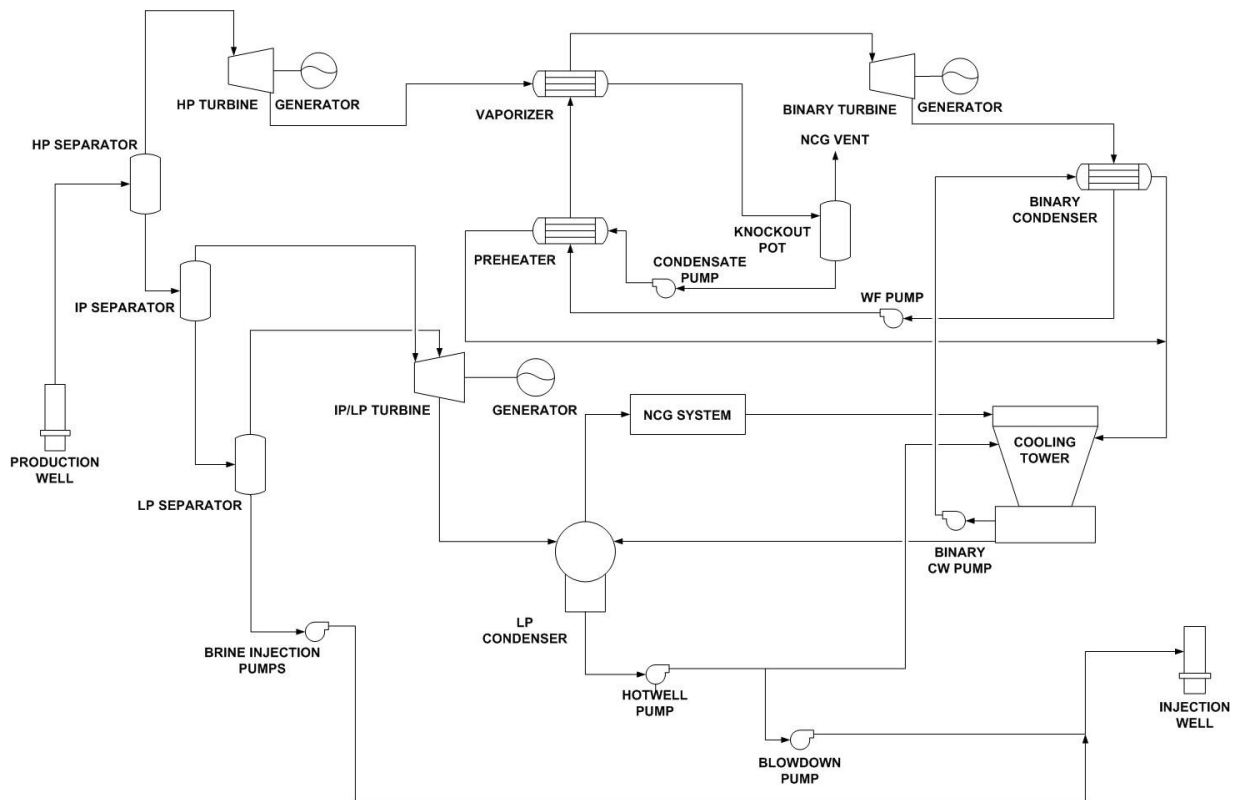 HP TURBINE
GENERATOR
VAPORIZER
BINARY TURBINE
GENERATOR
NCG VENT
HP SEPARATOR
BINARY
CONDENSER
KNOCKOUT
POT
PREHEATER
CONDENSATE
PUMP
WF PUMP
IP SEPARATOR
IP/LP TURBINE
GENERATOR
NCG SYSTEM
COOLING
TOWER
PRODUCTION
WELL
LP SEPARATOR
BINARY
CW PUMP
LP
CONDENSER
BRINE INJECTION
PUMPS
HOTWELL
PUMP
INJECTION
WELL
BLOWDOWN
PUMP